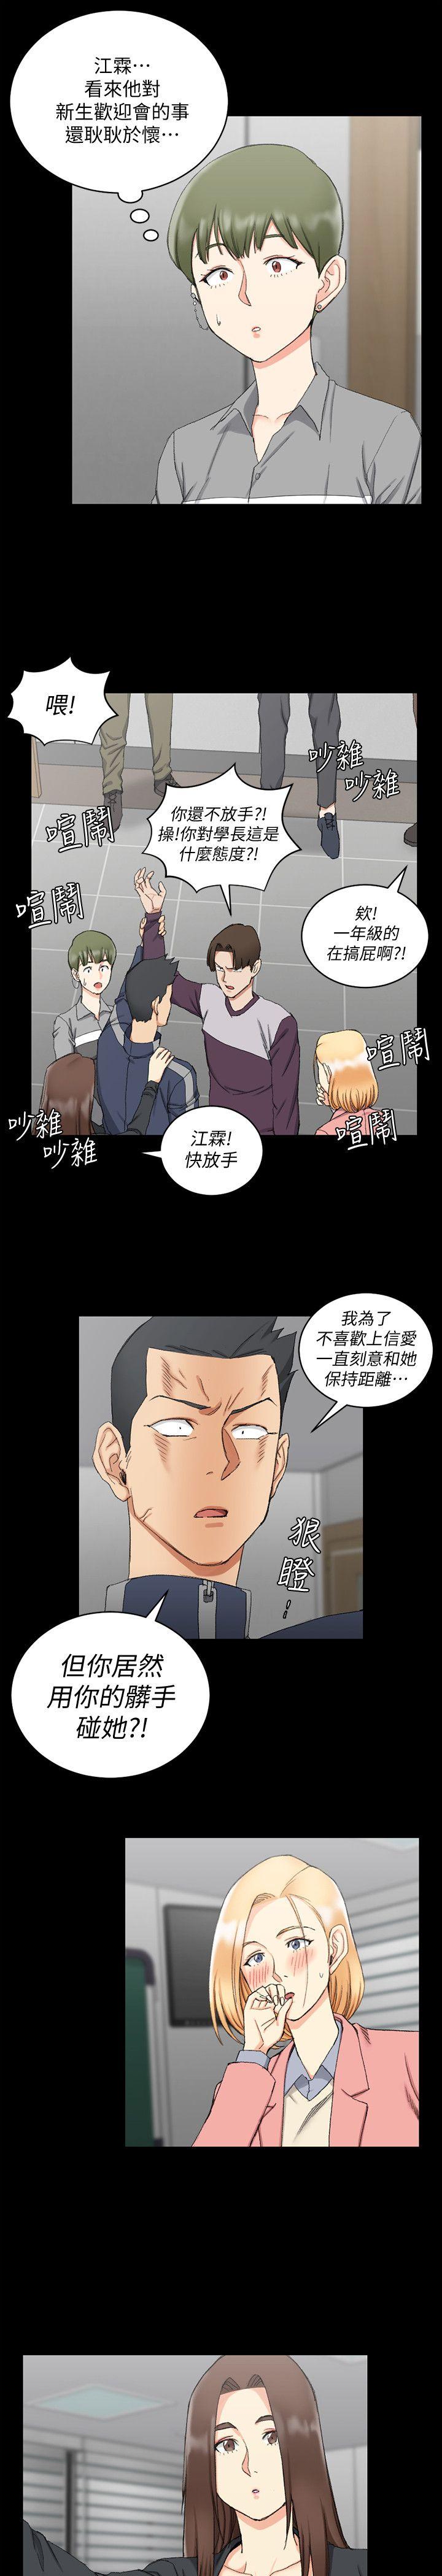 江霖⋯
看來他對
新生歡迎會的事
還耿耿於懷⋯
喂!
吵雜
吵雜
喧鬧
你還不放手?!
操!你對學長這是
什麼態度?!
喧鬧
欸!
一年級的
在搞屁啊?!
喧鬧
喧鬧
吵雜
吵雜
江霖!
快放手
我為了
不喜歡上信愛
一直刻意和她
保持距離⋯
狠
瞪
但你居然
用你的髒手
碰她?!